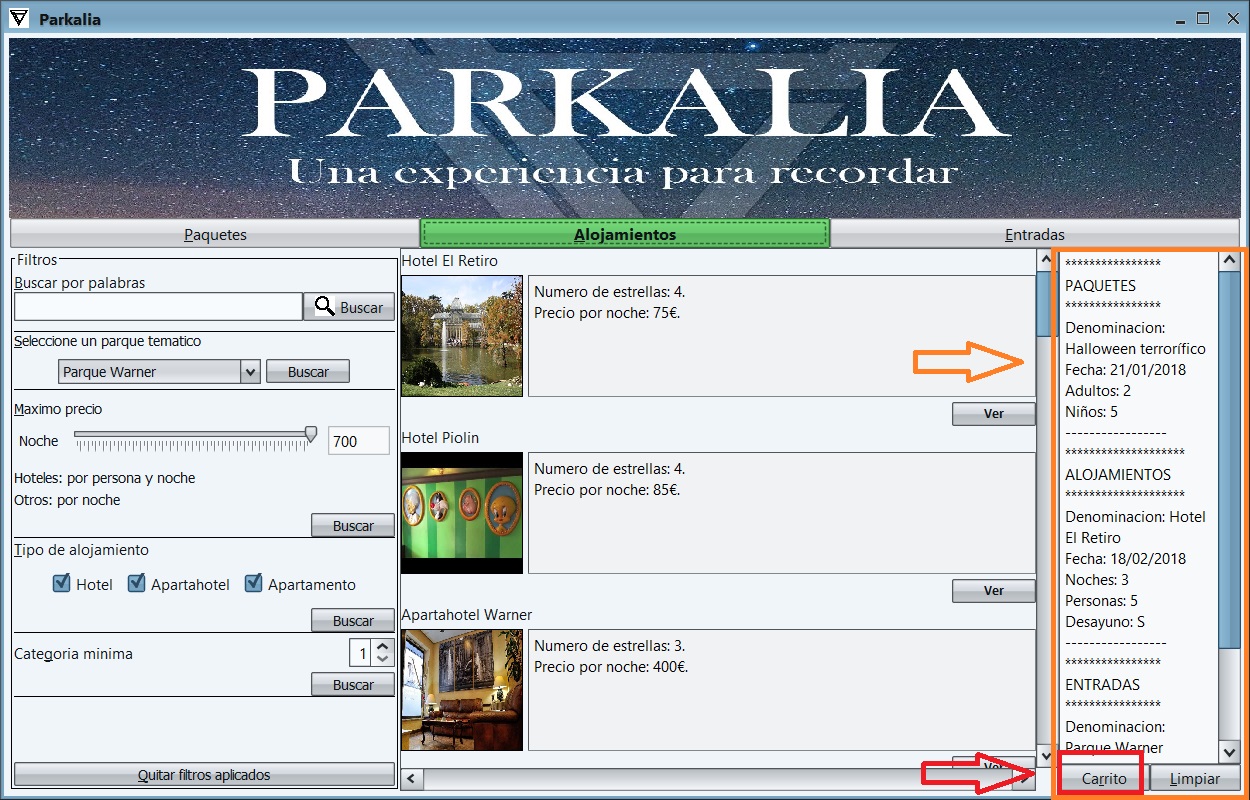 Parkalia
PARKALIA
Una experiencia para recordar
Paquetes
Alojamientos
Entradas
Filtros
Buscar por palabras
Buscar
Seleccione un parque tematico
Parque Warner
Buscar
Maximo precio
Noche
700
Hoteles: por persona y noche
Otros: por noche
Buscar
Tipo de alojamiento
Hotel
Apartahotel
Apartamento
Buscar
Categoria minima
1
Buscar
Quitar filtros aplicados
Hotel El Retiro
Numero de estrellas: 4.
Precio por noche: 75€.
Ver
Hotel Piolin
Numero de estrellas: 4.
Precio por noche: 85€.
Ver
Apartahotel Warner
Numero de estrellas: 3.
Precio por noche: 400€.
Ver
****************
PAQUETES
****************
Denominacion:
Halloween terrorífico
Fecha: 21/01/2018
Adultos: 2
Niños: 5
-----------------
********************
ALOJAMIENTOS
********************
Denominacion: Hotel
El Retiro
Fecha: 18/02/2018
Noches: 3
Personas: 5
Desayuno: S
-----------------
****************
ENTRADAS
****************
Denominacion:
Parque Warner
Carrito
Limpiar